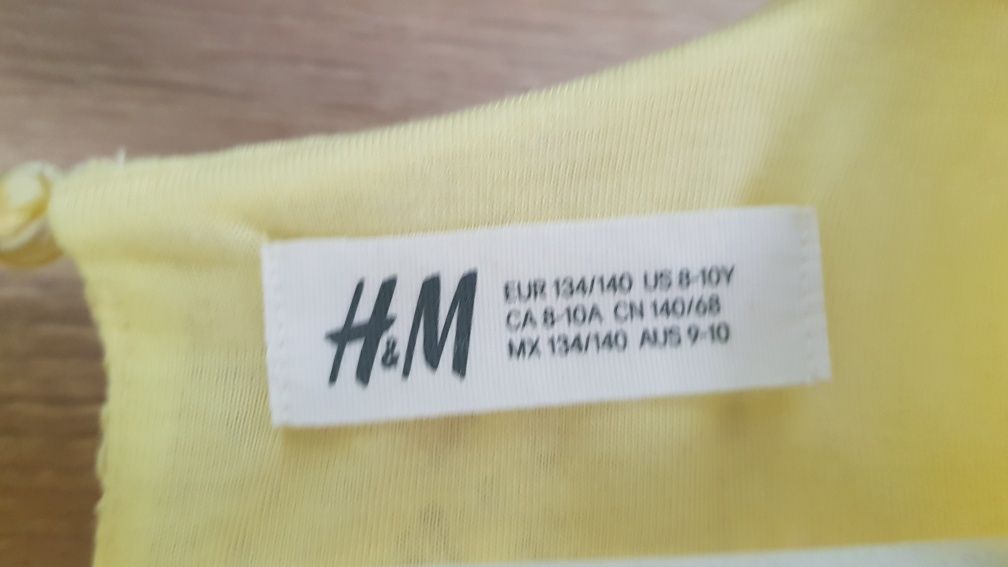 H&M
EUR 134/140 US 8-10Y
CA 8-10A CN 140/68
MX 134/140 AUS 9-10